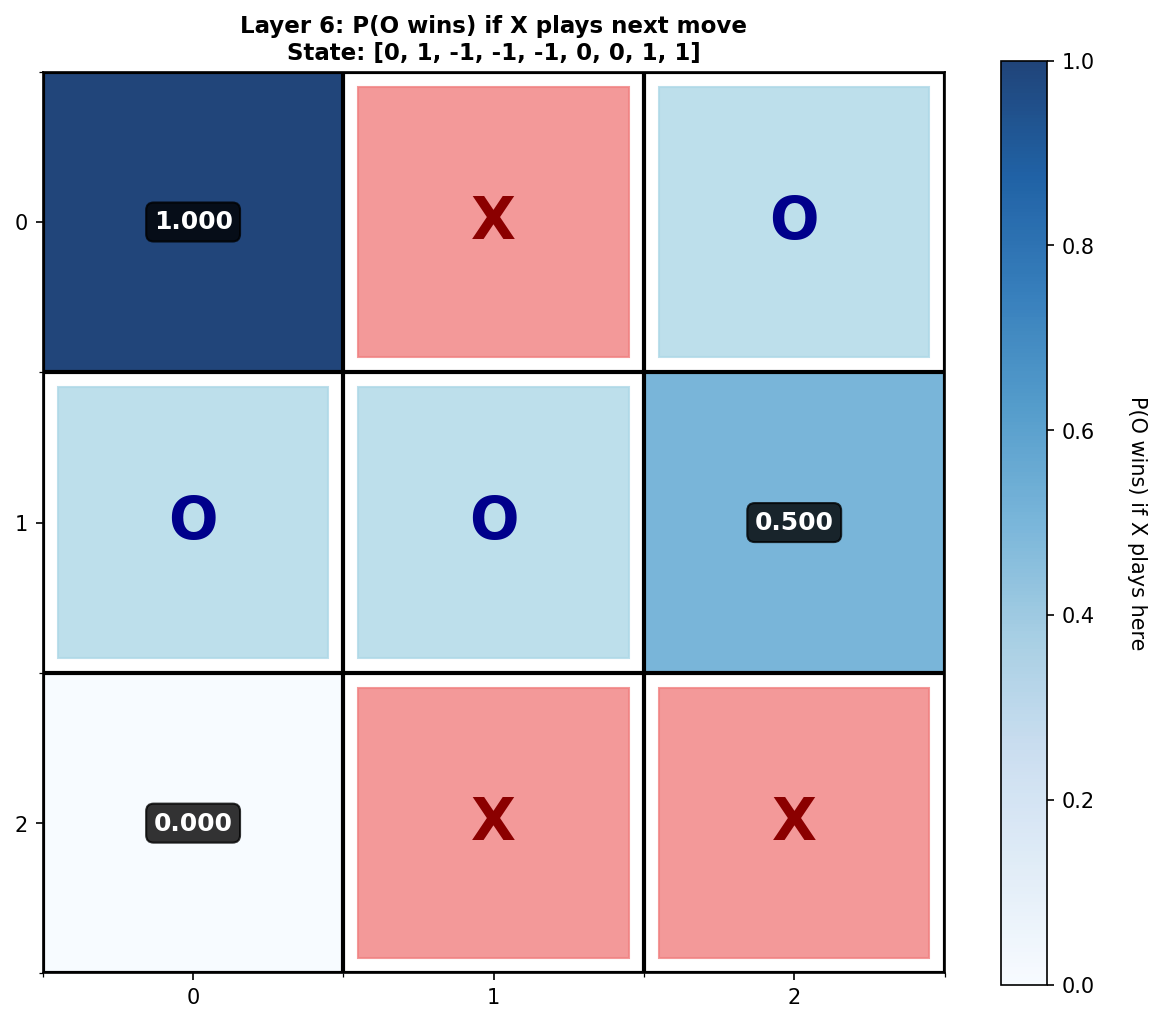 Layer 6: P(O wins) if X plays next move
State: [0, 1, -1, -1, -1, 0, 0, 1, 1]
1.0
0
1.000
X
O
0.8
0.6
P(O wins) if X plays here
1
O
O
0.500
0.4
0.2
2
0.000
X
X
0.0
0
1
2